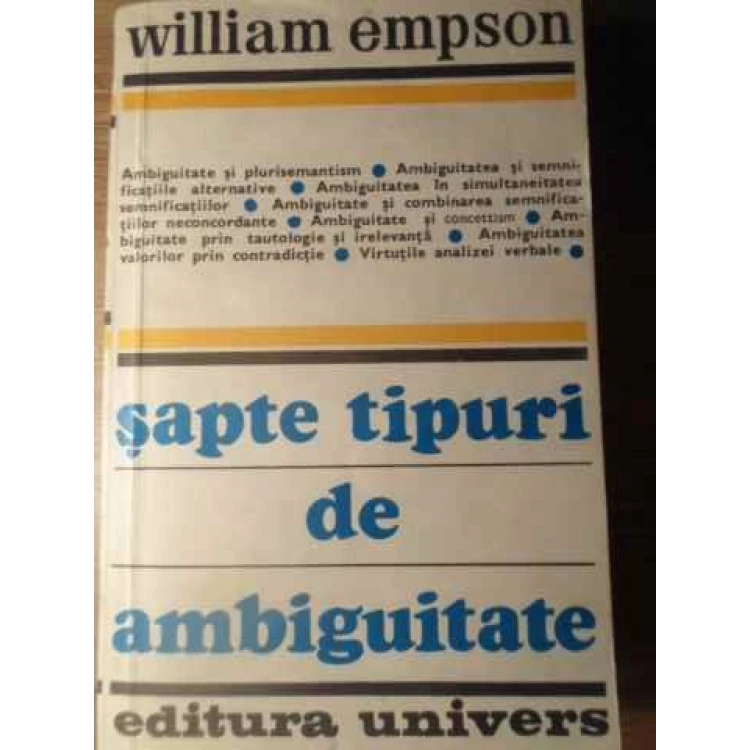 william empson
Ambiguitate și plurisemantism ● Ambiguitatea și semni-
ficațiile alternative ● Ambiguitatea în simultaneitatea
semnificațiilor ● Ambiguitate și combinarea semnifica-
țiilor neconcordante ● Ambiguitate și concettism ● Am-
biguitate prin tautologie și irelevanță ● Ambiguitatea
valorilor prin contradicție ● Virtuțile analizei verbale ●
șapte tipuri
de
ambiguitate
editura univers